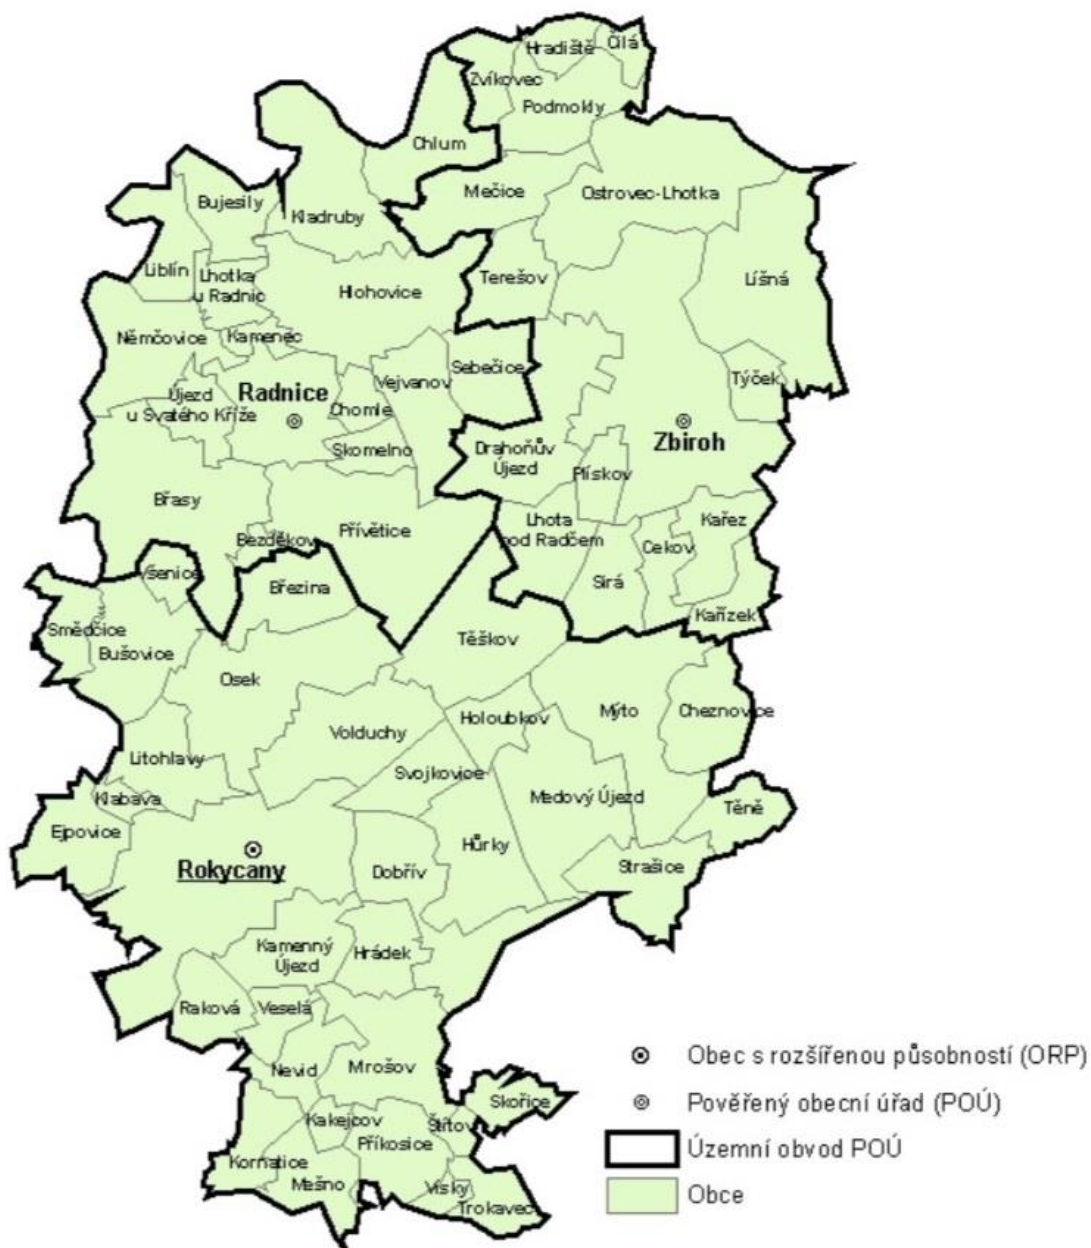 Hradiště
Čilá
Zvíkovec
Podmokly
Chlum
Mečice
Ostrovec-Lhotka
Bujesily
Kladruby
Liblín
Lhotka
u Radnic
Hlohovice
Terešov
Líšná
Němčovice
Kamenec
Sebečice
Vejvanov
Týček
Újezd
u Svatého Kříže
Radnice
Chomle
Skomelno
Zbiroh
Drahoňův
Újezd
Plískov
Břasy
Přívětice
Bezděkov
Lhota
pod Radčem
Kařez
Cekov
Sirá
Kařízek
Všenice
Březina
Smědčice
Bušovice
Těškov
Osek
Volduchy
Holoubkov
Mýto
Cheznovice
Litohlavy
Svojkovice
Klabava
Medový Újezd
Těně
Ejpovice
Rokycany
Dobřív
Hůrky
Strašice
Kamenný
Újezd
Hrádek
Raková
Veselá
Nevid
Mrošov
Skořice
Kakejcov
Štítov
Příkosice
Kornatice
Mešno
Visky
Trokavec
Obec s rozšířenou působností (ORP)
Pověřený obecní úřad (POÚ)
Územní obvod POÚ
Obce